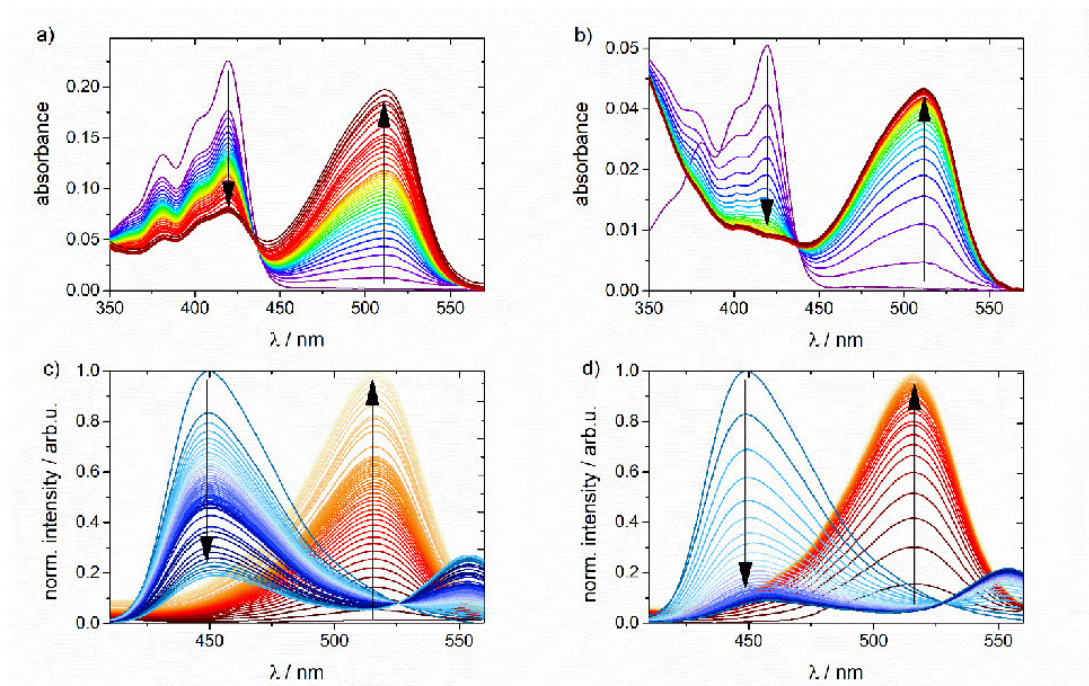 a)
0.20
0.15
0.10
0.05
0.00
absorbance
350 400 450 500 550
λ / nm
b)
0.05
0.04
0.02
0.01
0.00
absorbance
350 400 450 500 550
λ / nm
c)
1.0
0.8
0.6
0.4
0.2
0.0
norm. intensity / arb.u.
450 500 550
λ / nm
d)
1.0
0.8
0.6
0.4
0.2
0.0
norm. intensity / arb.u.
450 500 550
λ / nm